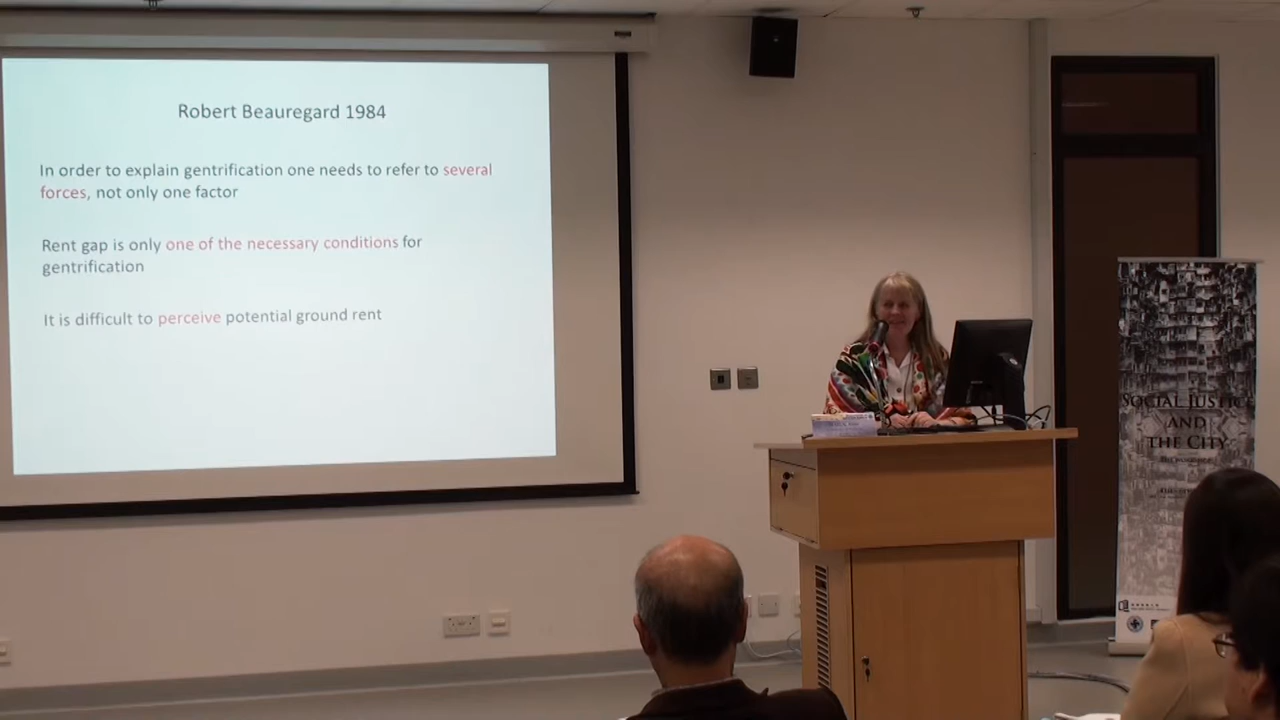 Robert Beauregard 1984
In order to explain gentrification one needs to refer to several
forces, not only one factor
Rent gap is only one of the necessary conditions for
gentrification
It is difficult to perceive potential ground rent
SOCIAL JUSTICE
AND
THE CITY